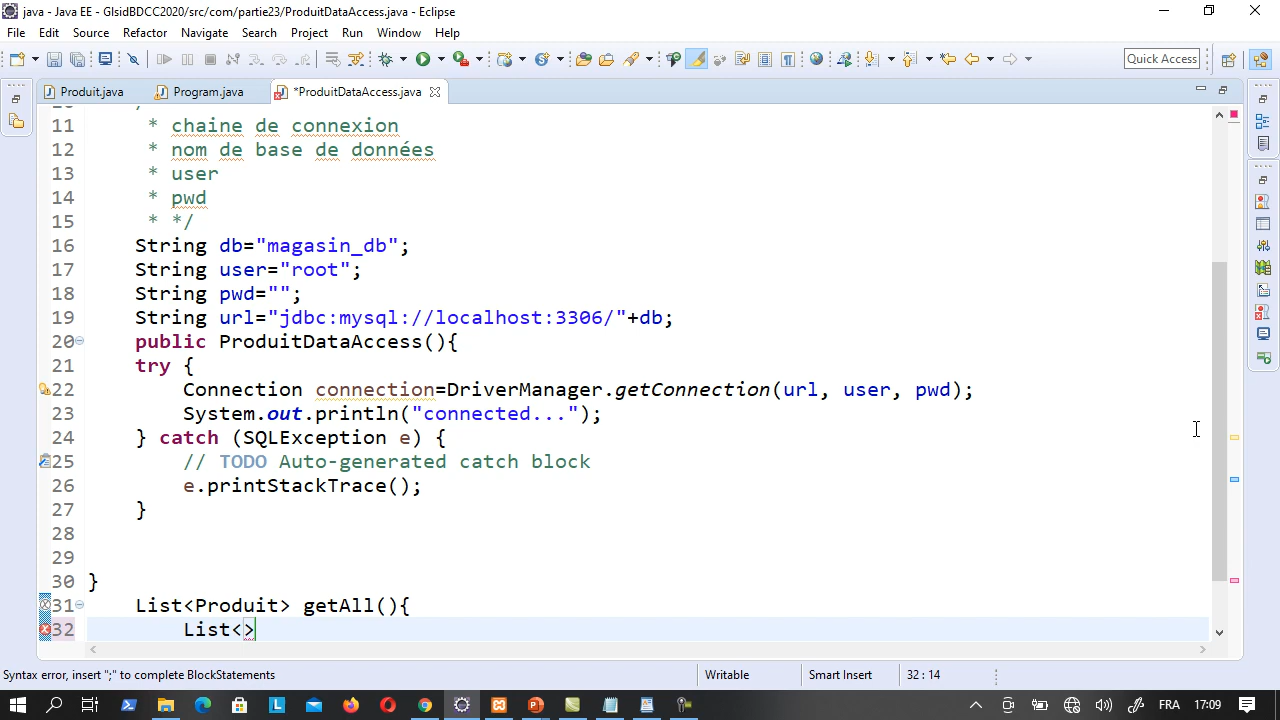 java - Java EE - GlsidBDCC2020/src/com/partie23/ProduitDataAccess.java - Eclipse
File Edit Source Refactor Navigate Search Project Run Window Help
Quick Access
Produit.java Program.java *ProduitDataAccess.java
11 * chaine de connexion
12 * nom de base de données
13 * user
14 * pwd
15 * */
16 String db="magasin_db";
17 String user="root";
18 String pwd="";
19 String url="jdbc:mysql://localhost:3306/"+db;
20 public ProduitDataAccess(){
21 try {
22 Connection connection=DriverManager.getConnection(url, user, pwd);
23 System.out.println("connected...");
24 } catch (SQLException e) {
25 // TODO Auto-generated catch block
26 e.printStackTrace();
27 }
28
29
30 }
31 List<Produit> getAll(){
32 List<>
Syntax error, insert ";" to complete BlockStatements Writable Smart Insert 32 : 14
FRA 17:09